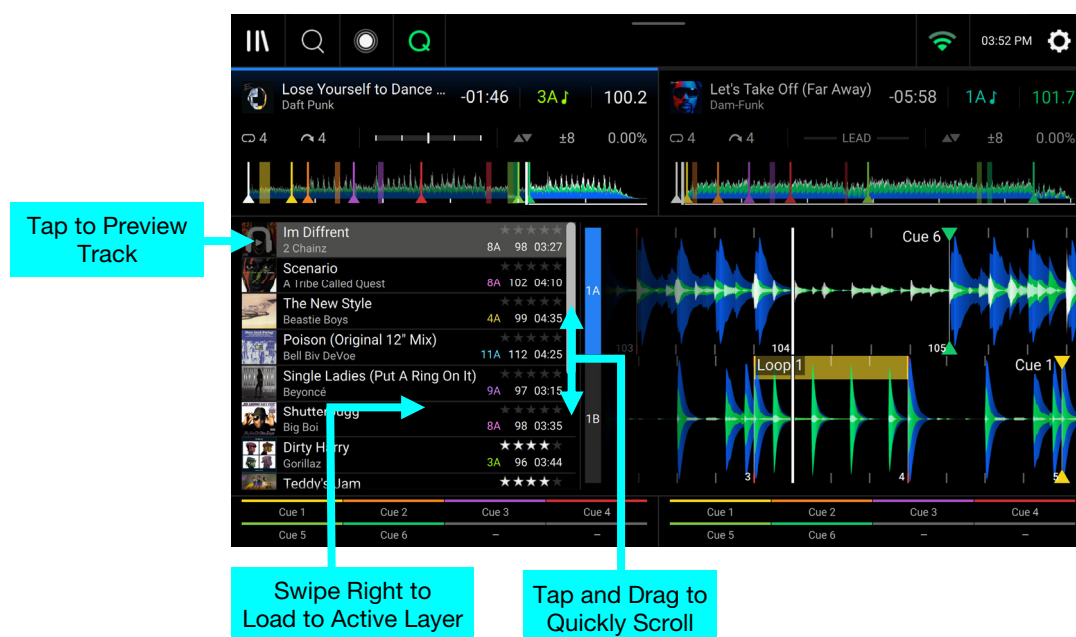 03:52 PM
Lose Yourself to Dance ...
Daft Punk
-01:46
3A
100.2
4
4
±8
0.00%
Let's Take Off (Far Away)
Dam-Funk
-05:58
1A
101.7
4
4
LEAD
±8
0.00%
Tap to Preview
Track
Im Diffrent
2 Chainz
8A 98 03:27
Scenario
A Tribe Called Quest
8A 102 04:10
The New Style
Beastie Boys
4A 99 04:35
Poison (Original 12" Mix)
Bell Biv DeVoe
11A 112 04:25
Single Ladies (Put A Ring On It)
Beyoncé
9A 97 03:15
Shutterbugg
Big Boi
8A 98 03:35
Dirty Harry
Gorillaz
3A 96 03:44
Teddy's Jam
1A
Cue 6
103
104
105
1B
Loop 1
Cue 1
3
4
5
Cue 1 Cue 2 Cue 3 Cue 4
Cue 5 Cue 6 – –
Cue 1 Cue 2 Cue 3 Cue 4
Cue 5 Cue 6 – –
Swipe Right to
Load to Active Layer
Tap and Drag to
Quickly Scroll